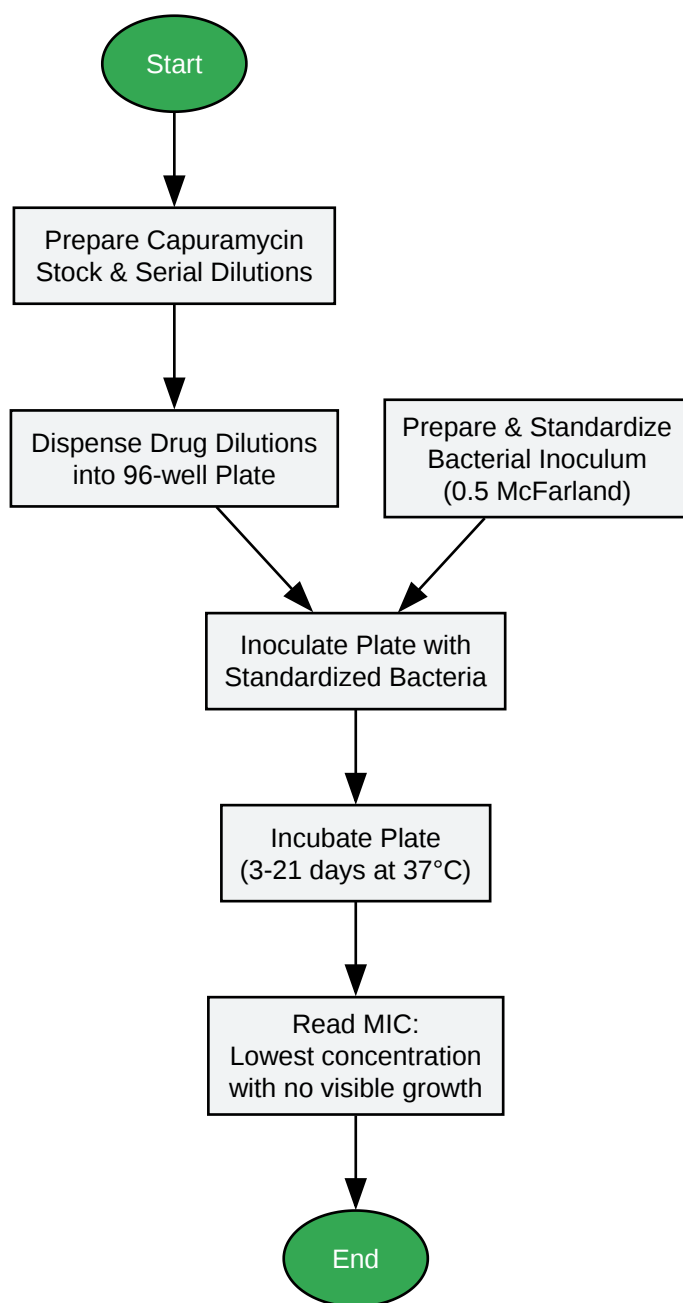 Start
Prepare Capuramycin
Stock & Serial Dilutions
Dispense Drug Dilutions
into 96-well Plate
Prepare & Standardize
Bacterial Inoculum
(0.5 McFarland)
Inoculate Plate with
Standardized Bacteria
Incubate Plate
(3-21 days at 37°C)
Read MIC:
Lowest concentration
with no visible growth
End